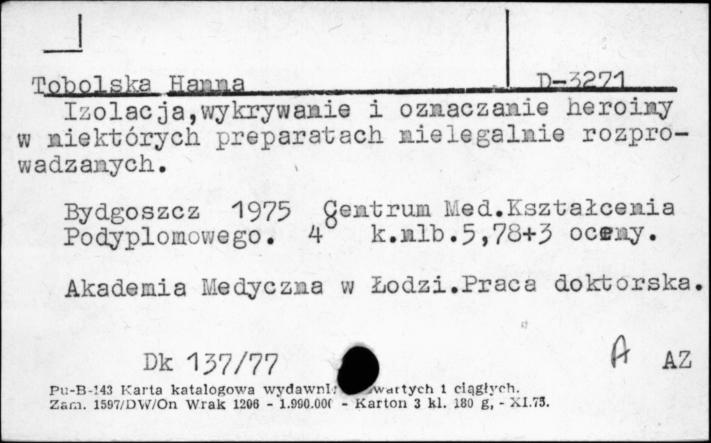 Tobolska Hanna D-3271
Izolacja,wykrywanie i oznaczanie heroiny
w niektórych preparatach nielegalnie rozpro-
wadzanych.
Bydgoszcz 1975 Centrum Med.Kształcenia
Podyplomowego. 4° k.nlb.5,78+3 oceny.
Akademia Medyczna w Łodzi.Praca doktorska.
Dk 137/77 A AZ
Pu-B-143 Karta katalogowa wydawni wartych i ciągłych.
Zam. 1597/DW/On Wrak 1206 - 1.990.000 - Karton 3 kl. 180 g, - XI.75.